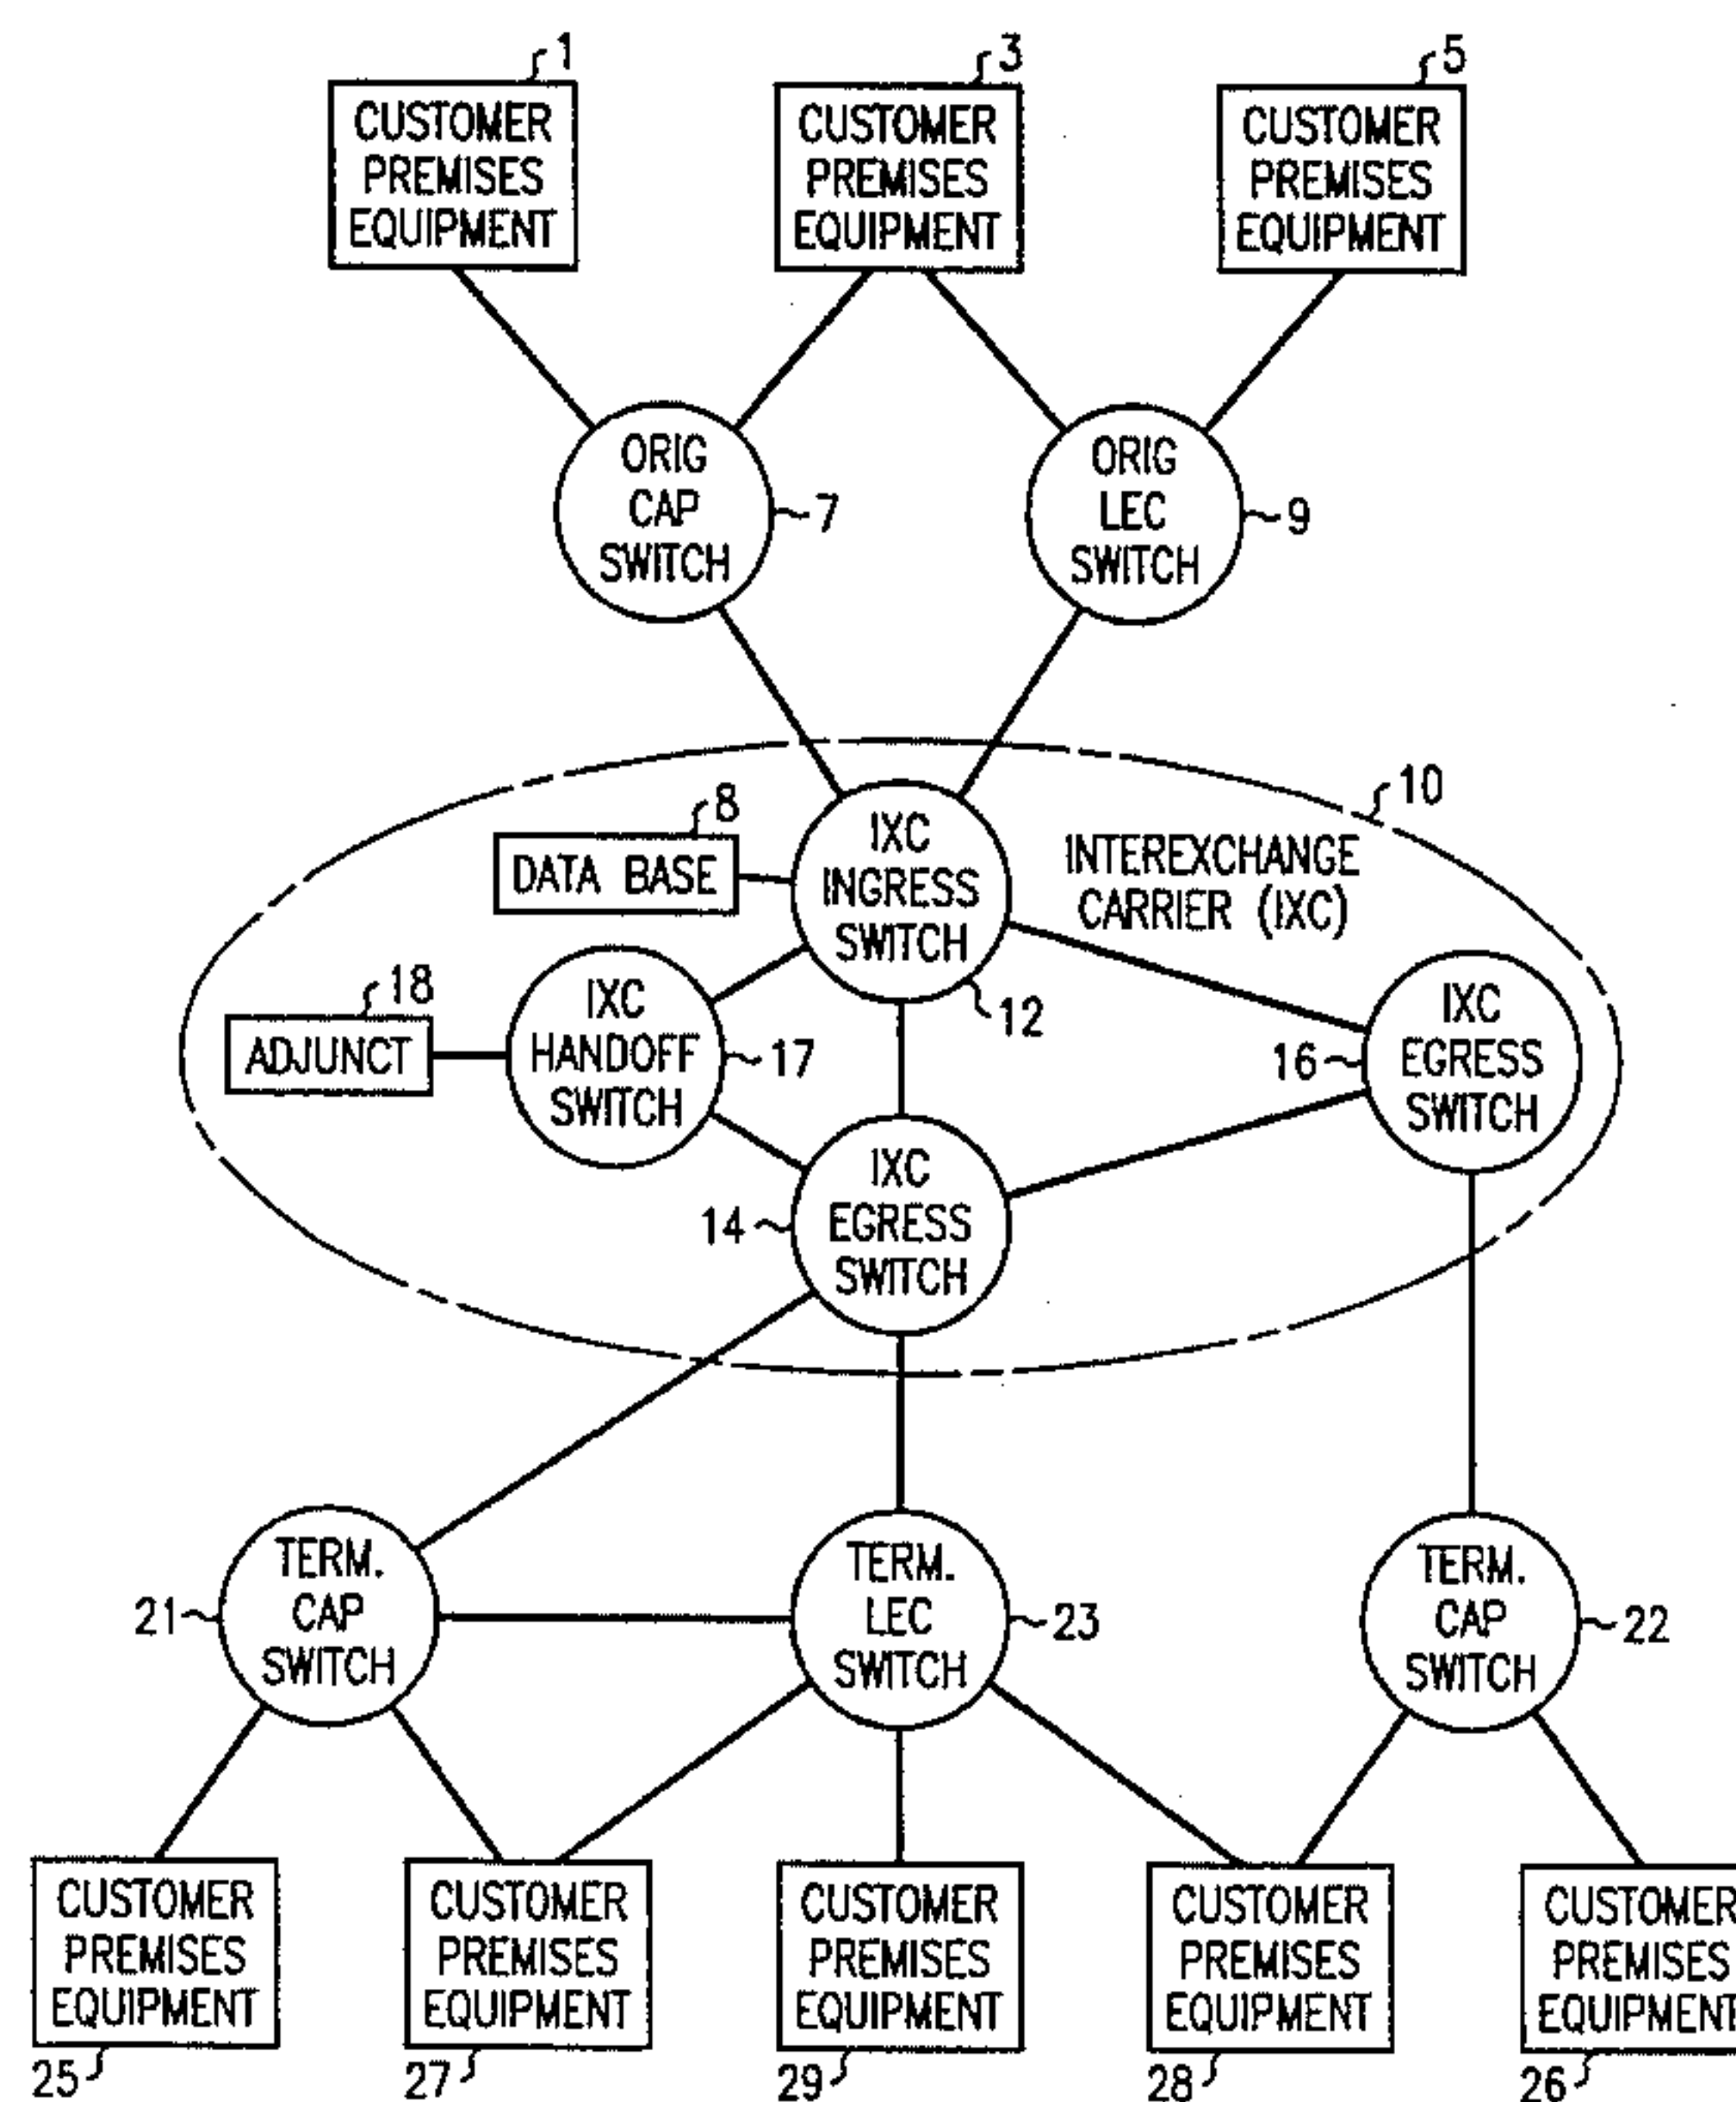 1
3
5
CUSTOMER
PREMISES
EQUIPMENT
CUSTOMER
PREMISES
EQUIPMENT
CUSTOMER
PREMISES
EQUIPMENT
ORIG
CAP
SWITCH
7
ORIG
LEC
SWITCH
9
10
8
DATA BASE
IXC
INGRESS
SWITCH
12
INTEREXCHANGE
CARRIER (IXC)
18
ADJUNCT
IXC
HANDOFF
SWITCH
17
16
IXC
EGRESS
SWITCH
14
IXC
EGRESS
SWITCH
21
TERM.
CAP
SWITCH
TERM.
LEC
SWITCH
23
TERM.
CAP
SWITCH
22
CUSTOMER
PREMISES
EQUIPMENT
25
CUSTOMER
PREMISES
EQUIPMENT
27
CUSTOMER
PREMISES
EQUIPMENT
29
CUSTOMER
PREMISES
EQUIPMENT
28
CUSTOMER
PREMISES
EQUIPMENT
26